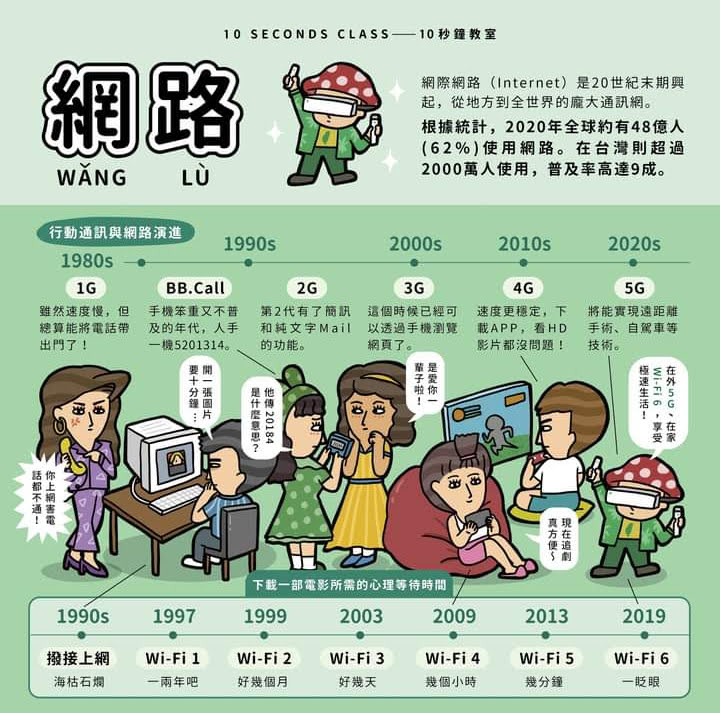 10 SECONDS CLASS——10秒鐘教室
網路
WǍNG LÙ
網際網路（Internet）是20世紀末期興
起，從地方到全世界的龐大通訊網。
根據統計，2020年全球約有48億人
(62%)使用網路。在台灣則超過
2000萬人使用，普及率高達9成。
行動通訊與網路演進
1980s
1990s
2000s
2010s
2020s
1G
雖然速度慢，但
總算能將電話帶
出門了！
BB.Call
手機笨重又不普
及的年代，人手
一機5201314。
2G
第2代有了簡訊
和純文字Mail
的功能。
3G
這個時候已經可
以透過手機瀏覽
網頁了。
4G
速度更穩定，下
載APP，看HD
影片都沒問題！
5G
將能實現遠距離
手術、自駕車等
技術。
你上網害電
話都不通！
開一張圖片
要十分鐘…
他傳20184
是什麼意思？
是愛你一
輩子啦！
現在追劇
真方便～
在外5G、在家
Wi-Fi 6，享受
極速生活！
下載一部電影所需的心理等待時間
1990s
1997
1999
2003
2009
2013
2019
撥接上網
Wi-Fi 1
Wi-Fi 2
Wi-Fi 3
Wi-Fi 4
Wi-Fi 5
Wi-Fi 6
海枯石爛
一兩年吧
好幾個月
好幾天
幾個小時
幾分鐘
一眨眼